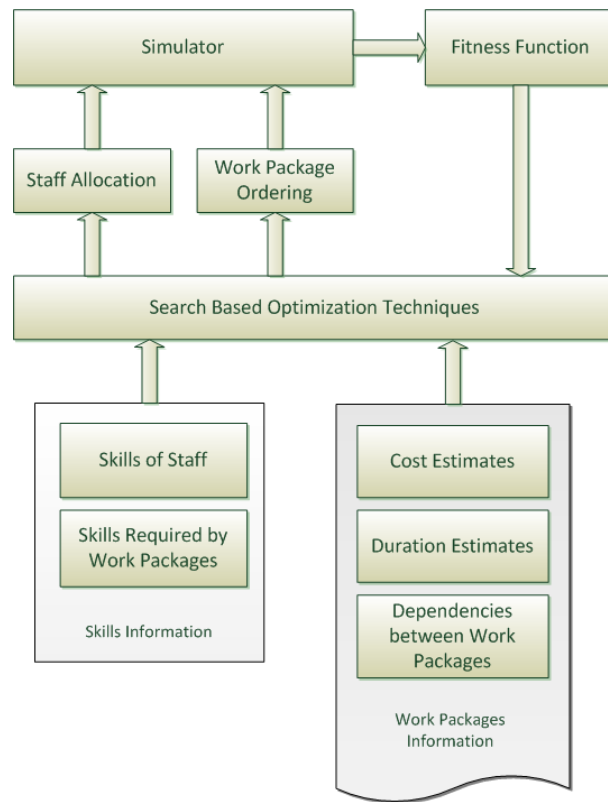 Simulator
Fitness Function
Staff Allocation
Work Package
Ordering
Search Based Optimization Techniques
Skills of Staff
Skills Required by
Work Packages
Skills Information
Cost Estimates
Duration Estimates
Dependencies
between Work
Packages
Work Packages
Information